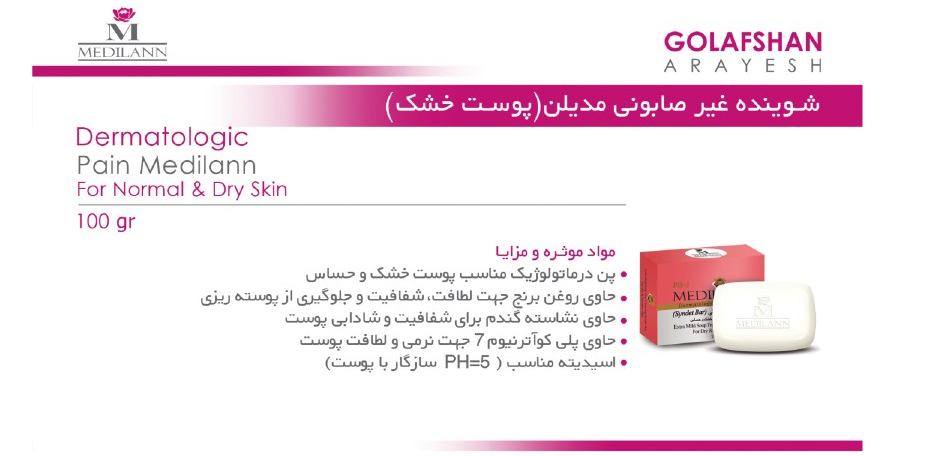 MEDILANN
GOLAFSHAN
ARAYESH
شوینده غیر صابونی مدیلن(پوست خشک)
Dermatologic
Pain Medilann
For Normal & Dry Skin
100 gr
مواد موثره و مزایا
• پن درماتولوژیک مناسب پوست خشک و حساس
• حاوی روغن برنج جهت لطافت، شفافیت و جلوگیری از پوسته ریزی
• حاوی نشاسته گندم برای شفافیت و شادابی پوست
• حاوی پلی کوآترنیوم 7 جهت نرمی و لطافت پوست
• اسیدیته مناسب ( PH=5 سازگار با پوست)
(Syndet Bar)
MEDILANN